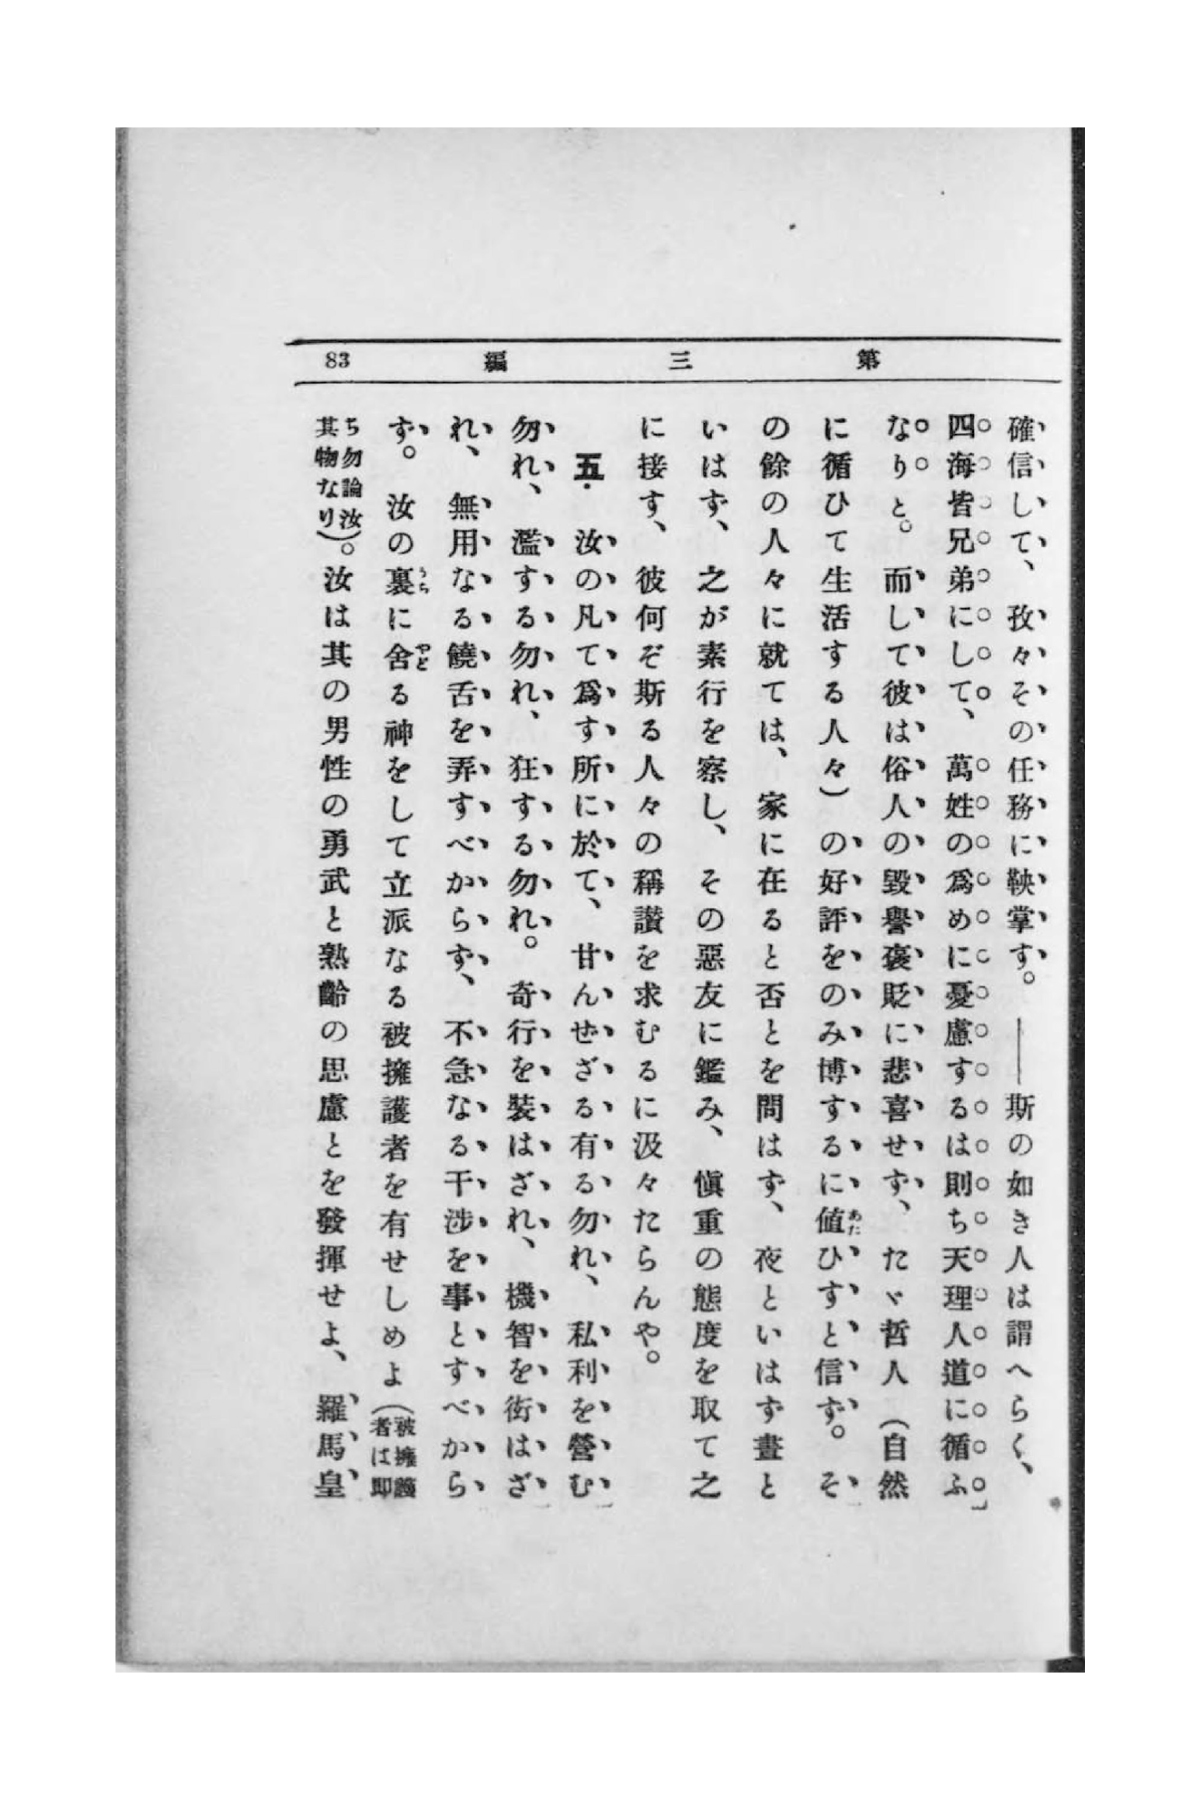 第三編 83
確信して、孜々その任務に鞅掌す。――斯の如き人は謂へらく、
四海皆兄弟にして、萬姓の爲めに憂慮するは則ち天理人道に循ふ
なりと。而して彼は俗人の毀譽褒貶に悲喜せず、たゞ哲人（自然
に循ひて生活する人々）の好評をのみ博するに値ひすと信ず。そ
の餘の人々に就ては、家に在ると否とを問はず、夜といはず晝と
いはず、之が素行を察し、その惡友に鑑み、愼重の態度を取て之
に接す、彼何ぞ斯る人々の稱讃を求むるに汲々たらんや。
五・汝の凡て爲す所に於て、甘んせざる有る勿れ、私利を營む
勿れ、濫する勿れ、狂する勿れ。奇行を裝はざれ、機智を衒はざ
れ、無用なる饒舌を弄すべからず、不急なる干渉を事とすべから
ず。汝の裏に舍る神をして立派なる被擁護者を有せしめよ（被擁護者は即
ち勿論汝其物なり）。汝は其の男性の勇武と熟齡の思慮とを發揮せよ、羅馬皇